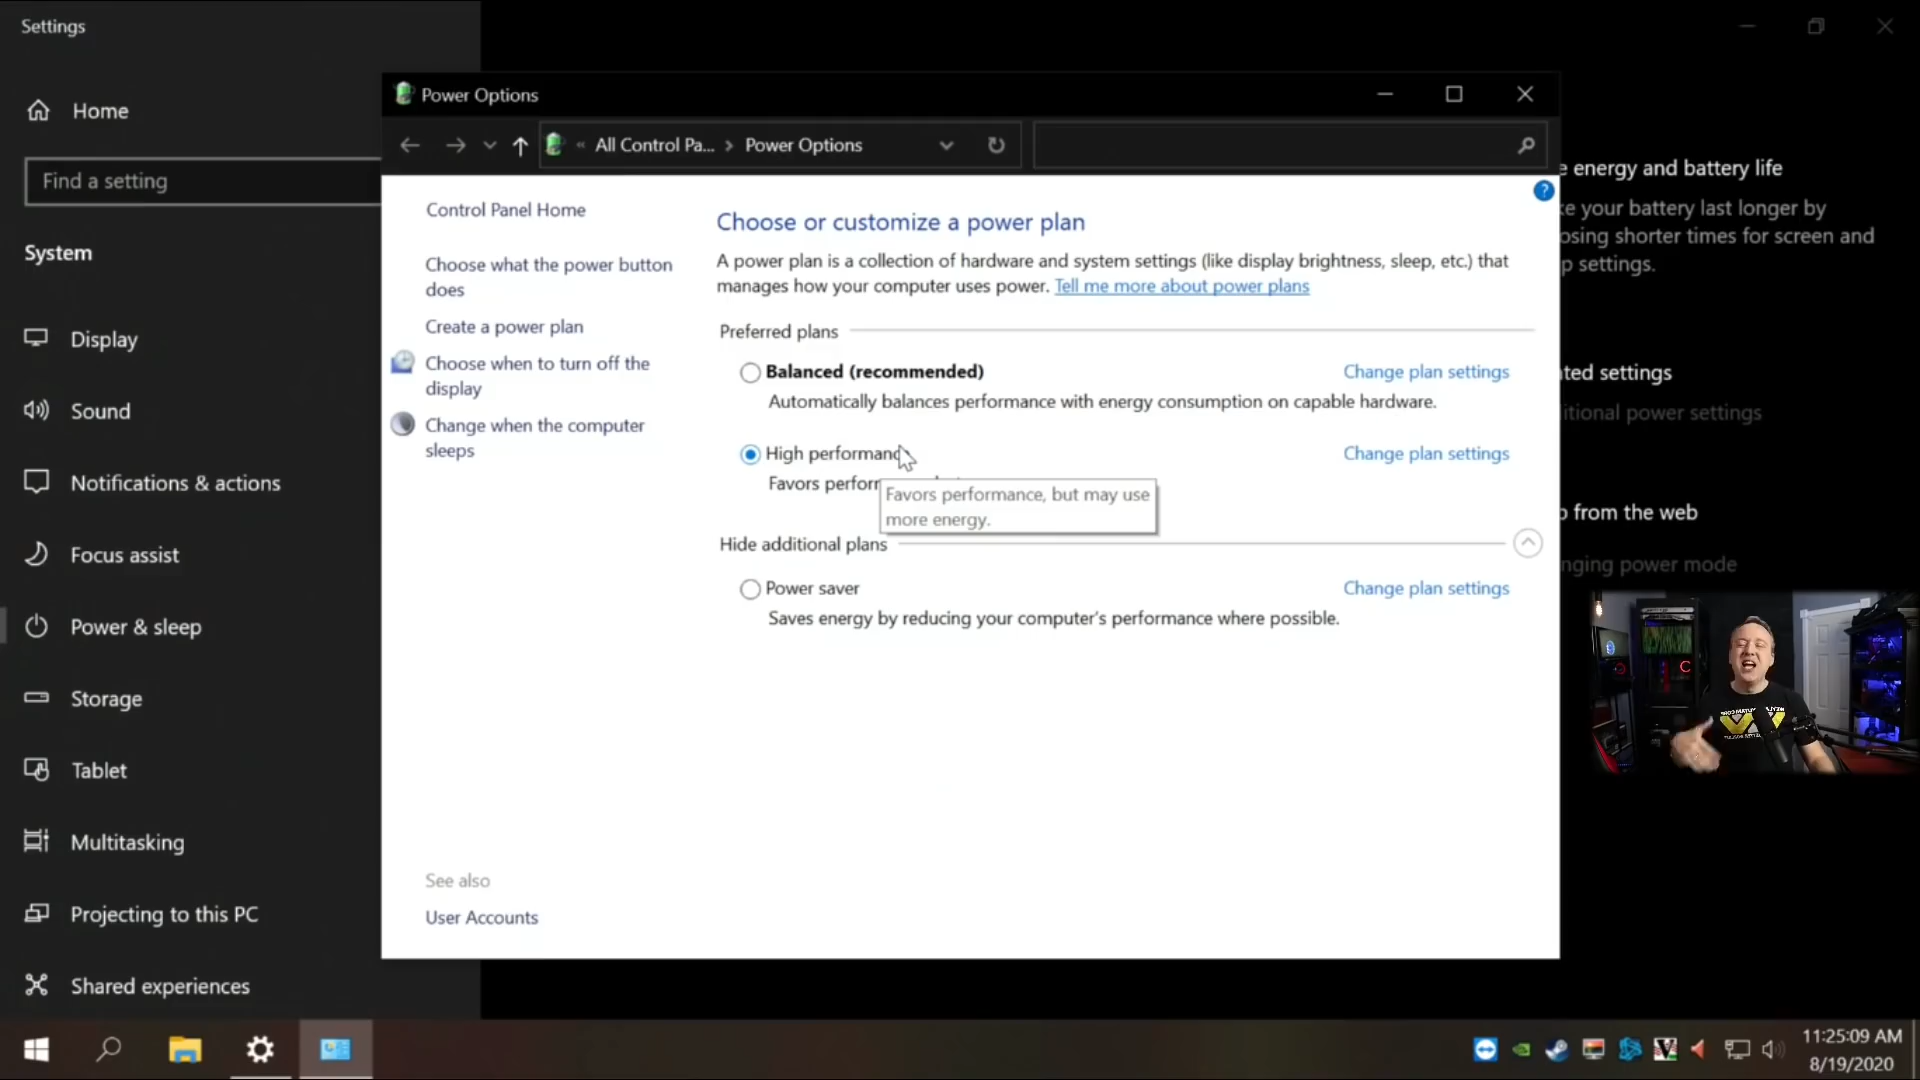 Settings
Home
Find a setting
System
Display
Sound
Notifications & actions
Focus assist
Power & sleep
Storage
Tablet
Multitasking
Projecting to this PC
Shared experiences
Power Options
« All Control Pa... > Power Options
Control Panel Home
Choose what the power button
does
Create a power plan
Choose when to turn off the
display
Change when the computer
sleeps
See also
User Accounts
Choose or customize a power plan
A power plan is a collection of hardware and system settings (like display brightness, sleep, etc.) that
manages how your computer uses power. Tell me more about power plans
Preferred plans
Balanced (recommended) Change plan settings
Automatically balances performance with energy consumption on capable hardware.
High performanc Change plan settings
Favors perfor
Favors performance, but may use
more energy.
Hide additional plans
Power saver Change plan settings
Saves energy by reducing your computer's performance where possible.
e energy and battery life
ke your battery last longer by
osing shorter times for screen and
p settings.
ted settings
itional power settings
p from the web
nging power mode
11:25:09 AM
8/19/2020